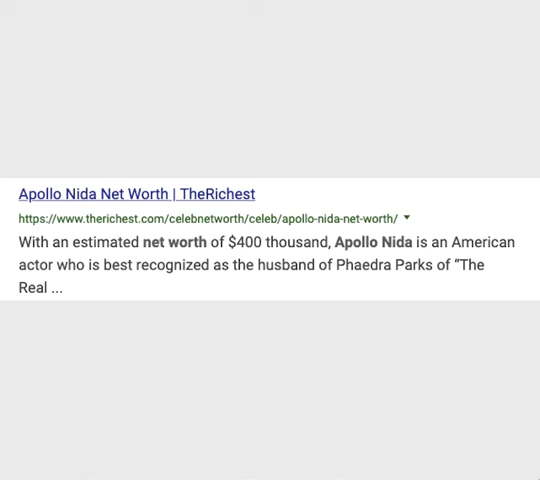 Apollo Nida Net Worth | TheRichest
https://www.therichest.com/celebnetworth/celeb/apollo-nida-net-worth/
With an estimated net worth of $400 thousand, Apollo Nida is an American
actor who is best recognized as the husband of Phaedra Parks of “The
Real ...